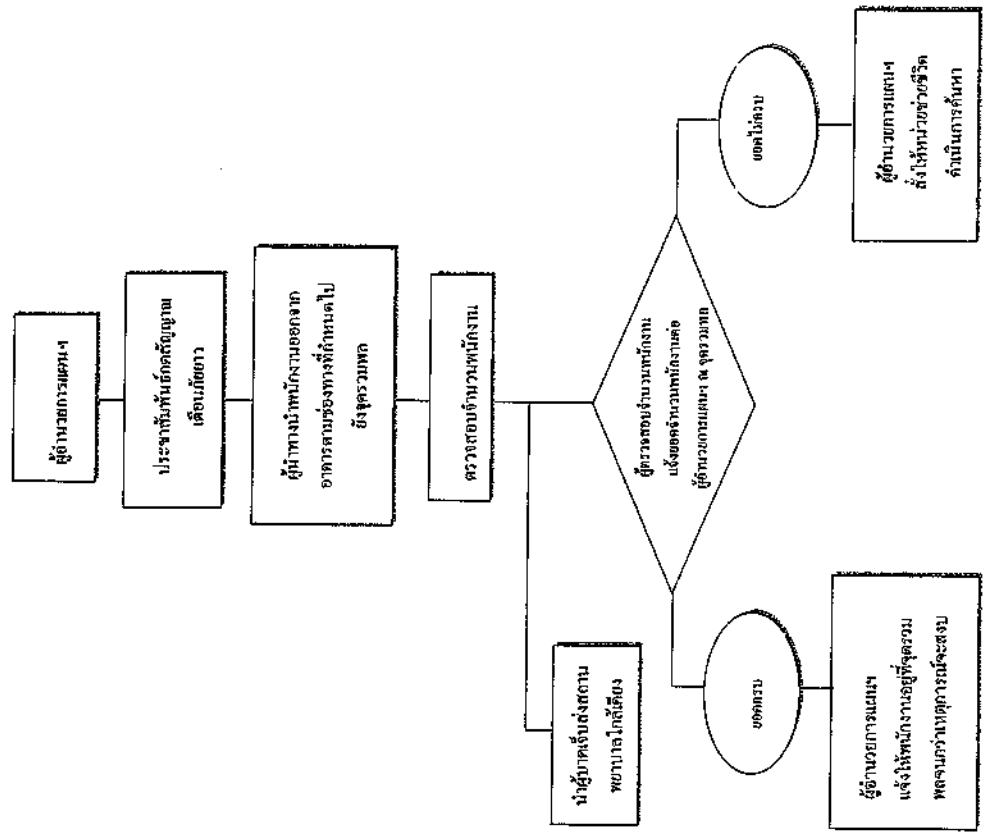 ผู้อำนวยการแผนฯ
ประชาสัมพันธ์กดสัญญาณ
เตือนภัยยาว
ผู้นำทางนำพนักงานออกจาก
อาคารตามช่องทางที่กำหนดไป
ยังจุดรวมพล
ตรวจสอบจำนวนพนักงาน
นำผู้บาดเจ็บส่งสถาน
พยาบาลใกล้เคียง
ผู้ตรวจสอบจำนวนพนักงาน
แจ้งยอดจำนวนพนักงานต่อ
ผู้อำนวยการแผนฯ ณ จุดรวมพล
ยอดครบ
ยอดไม่ครบ
ผู้อำนวยการแผนฯ
แจ้งให้พนักงานอยู่ที่จุดรวม
พลจนกว่าเหตุการณ์จะสงบ
ผู้อำนวยการแผนฯ
สั่งให้หน่วยช่วยชีวิต
ดำเนินการค้นหา